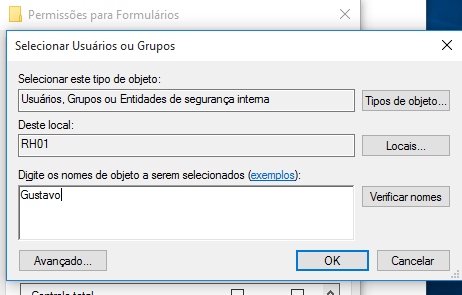 Permissões para Formulários
Selecionar Usuários ou Grupos
Selecionar este tipo de objeto:
Usuários, Grupos ou Entidades de segurança interna
Tipos de objeto...
Deste local:
RH01
Locais...
Digite os nomes de objeto a serem selecionados (exemplos):
Gustavo
Verificar nomes
Avançado...
OK
Cancelar
Controle total